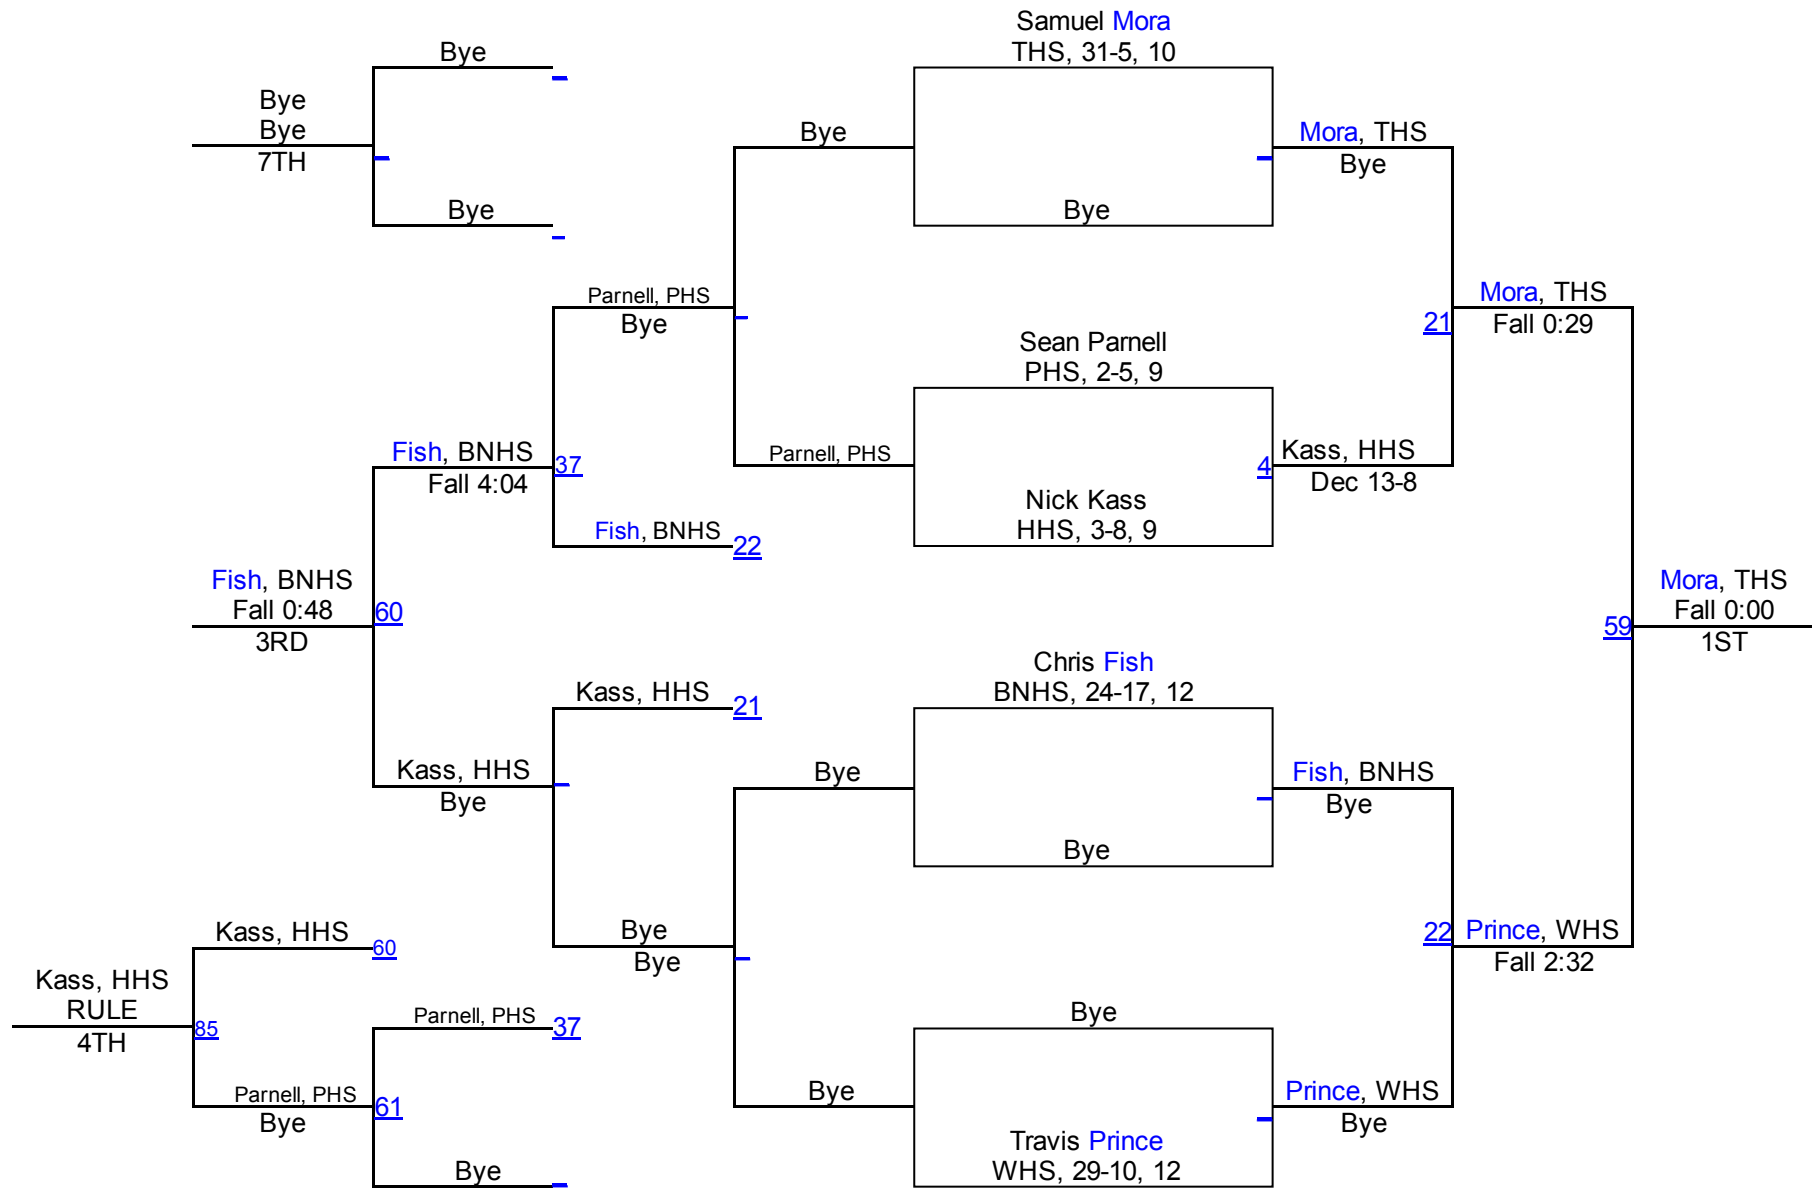 Samuel Mora
THS, 31-5, 10
Bye
Bye
Bye
7TH
Bye
Mora, THS
Bye
Bye
Bye
Parnell, PHS
Bye
Mora, THS
21
Fall 0:29
Sean Parnell
PHS, 2-5, 9
Fish, BNHS
37
Fall 4:04
Parnell, PHS
4
Kass, HHS
Dec 13-8
Nick Kass
HHS, 3-8, 9
Fish, BNHS
22
Fish, BNHS
Fall 0:48
60
3RD
Mora, THS
Fall 0:00
59
1ST
Chris Fish
BNHS, 24-17, 12
Kass, HHS
21
Kass, HHS
Bye
Bye
Fish, BNHS
Bye
Bye
Kass, HHS
60
Bye
Bye
22
Prince, WHS
Fall 2:32
Kass, HHS
RULE
85
4TH
Parnell, PHS
37
Bye
Parnell, PHS
61
Bye
Bye
Prince, WHS
Bye
Bye
Travis Prince
WHS, 29-10, 12